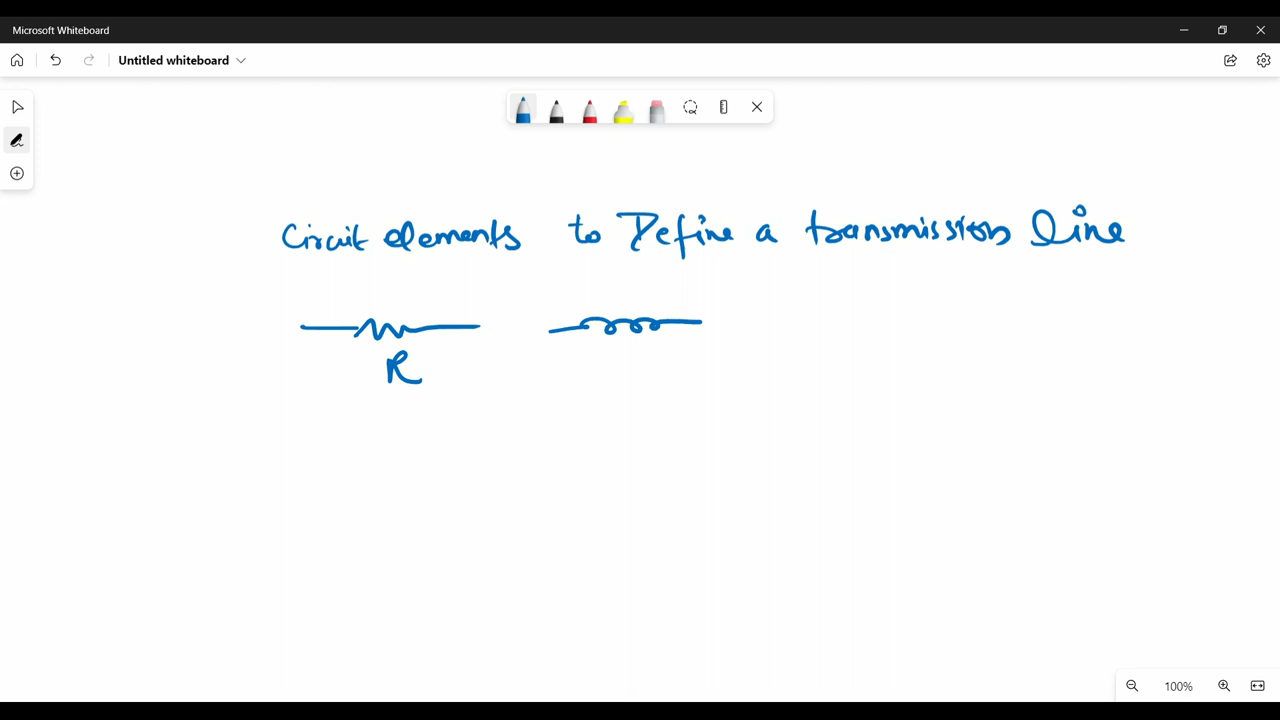 Microsoft Whiteboard
Untitled whiteboard
Circuit elements to Define a transmission line
R
100%